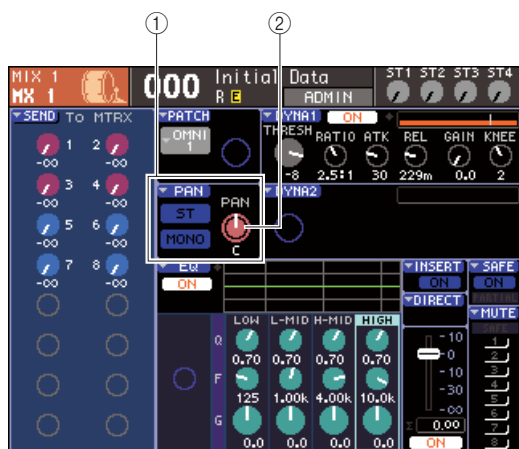 ① ②
MIX 1
MX 1
000 Initial Data
R E ADMIN
ST1 ST2 ST3 ST4
SEND TO MTRX
1 2
-∞ -∞
3 4
-∞ -∞
5 6
-∞ -∞
7 8
-∞ -∞
PATCH
OMNI
1
DYNA1 ON
THRESH RATIO ATK REL GAIN KNEE
-8 2.5:1 30 229m 0.0 2
PAN
ST
MONO
PAN
C
DYNA2
EQ
ON
LOW L-MID H-MID HIGH
Q
0.70 0.70 0.70 0.70
F
125 1.00k 4.00k 10.0k
G
0.0 0.0 0.0 0.0
INSERT
ON
DIRECT
-10
-0
-10
-30
-∞
Σ 0.00
ON
SAFE
ON
PARTIAL
MUTE
SAFE
1
2
3
4
5
6
7
8